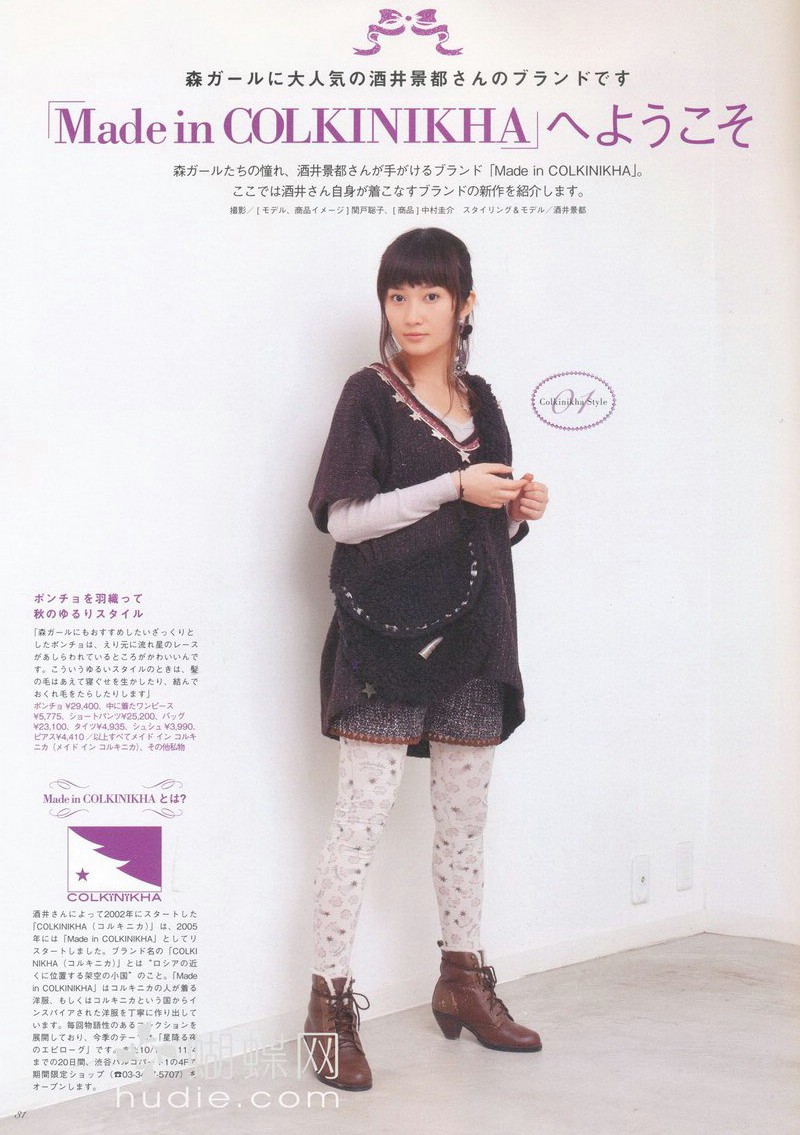 森ガールに大人気の酒井景都さんのブランドです
「Made in COLKINIKHA」へようこそ
森ガールたちの憧れ、酒井景都さんが手がけるブランド「Made in COLKINIKHA」。
ここでは酒井さん自身が着こなすブランドの新作を紹介します。
撮影／[モデル、商品イメージ]関戸聡子、[商品]中村圭介　スタイリング＆モデル／酒井景都
01
Colkinikha Style
ポンチョを羽織って
秋のゆるりスタイル
「森ガールにもおすすめしたいざっくりと
したポンチョは、えり元に流れ星のレース
があしらわれているところがかわいいんで
す。こういうゆるいスタイルのときは、髪
の毛はあえて寝ぐせを生かしたり、結んで
おくれ毛をたらしたりします」
ポンチョ¥29,400、中に着たワンピース
¥5,775、ショートパンツ¥25,200、バッグ
¥23,100、タイツ¥4,935、シュシュ¥3,990、
ピアス¥4,410／以上すべてメイド イン コルキ
ニカ（メイド イン コルキニカ）、その他私物
Made in COLKINIKHA とは？
COLKINIKHA
酒井さんによって2002年にスタートした
「COLKINIKHA（コルキニカ）」は、2005
年には「Made in COLKINIKHA」としてリ
スタートしました。ブランド名の「COLKI
NIKHA（コルキニカ）」とは“ロシアの近
くに位置する架空の小国”のこと。「Made
in COLKINIKHA」はコルキニカの人が着る
洋服、もしくはコルキニカという国からイ
ンスパイアされた洋服を丁寧に作り出して
います。毎回物語性のあるコレクションを
展開しており、今季のテー は「星降る夜
のエピローグ」です。 10/ 11/4
までの20日間、渋谷パルコパート1の4Fで
期間限定ショップ（☎03-34 7-5707）を
オープンします。
蝴蝶网
hudie.com
81